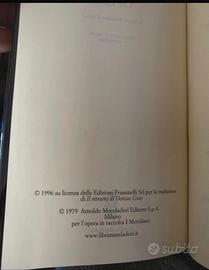 © 1996 su licenza delle Edizioni Frassinelli Srl per la traduzione
di Il ritratto di Dorian Gray
© 1979 Arnoldo Mondadori Editore S.p.A.
Milano
per l'opera in raccolta I Meridiani
www.librimondadori.it
subito